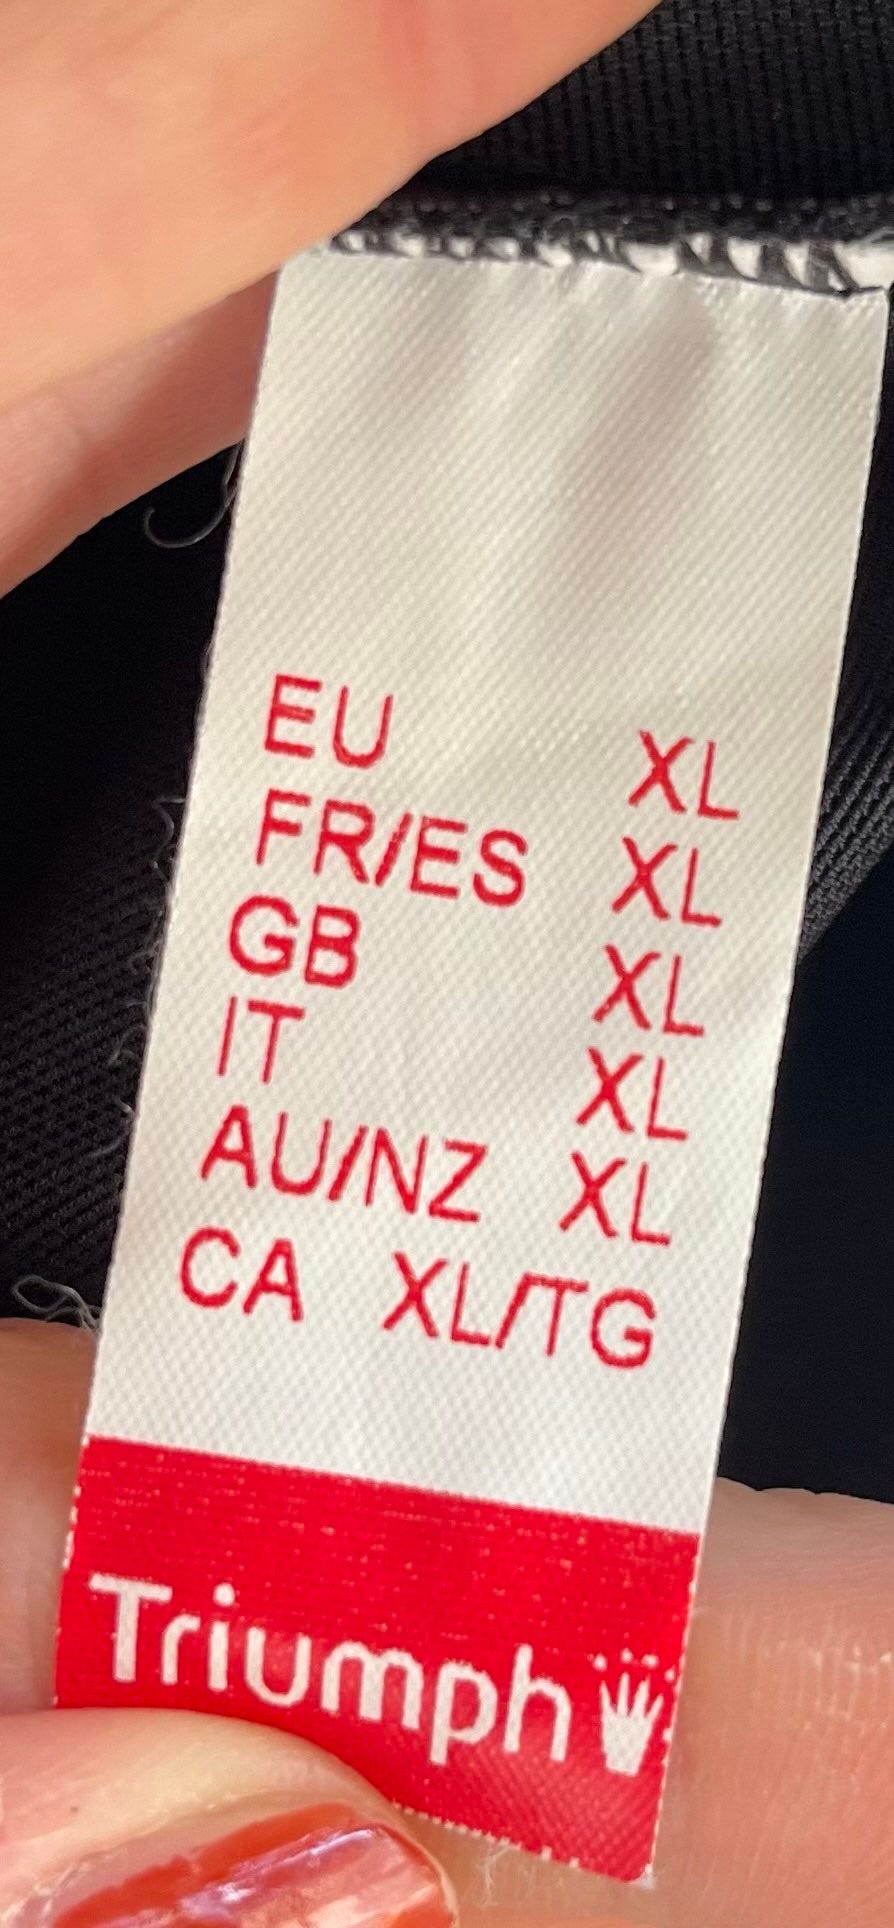 EU XL
FR/ES XL
GB XL
IT XL
AU/NZ XL
CA XL/TG
Triumph